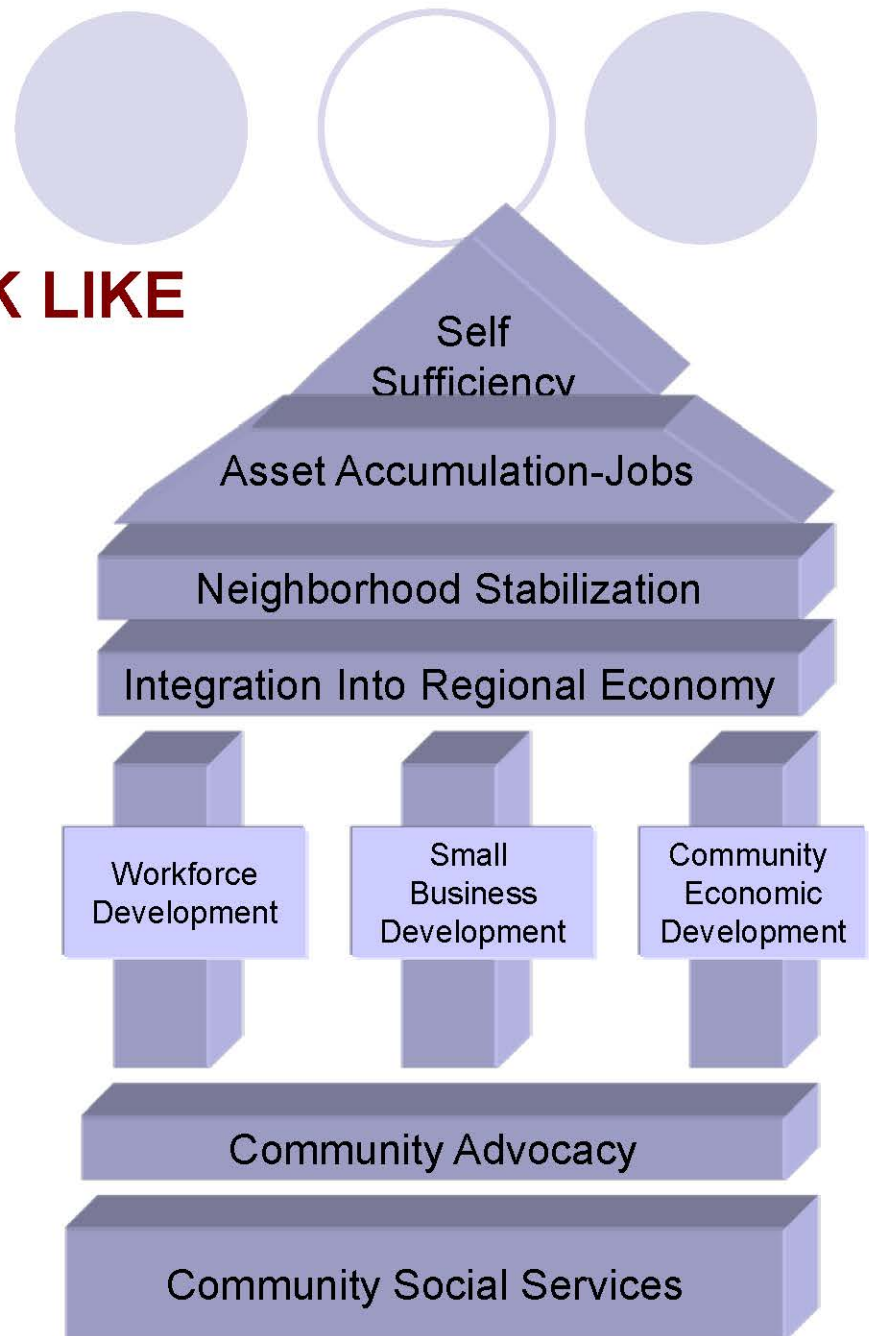 K LIKE
Self
Sufficiency
Asset Accumulation-Jobs
Neighborhood Stabilization
Integration Into Regional Economy
Workforce
Development
Small
Business
Development
Community
Economic
Development
Community Advocacy
Community Social Services